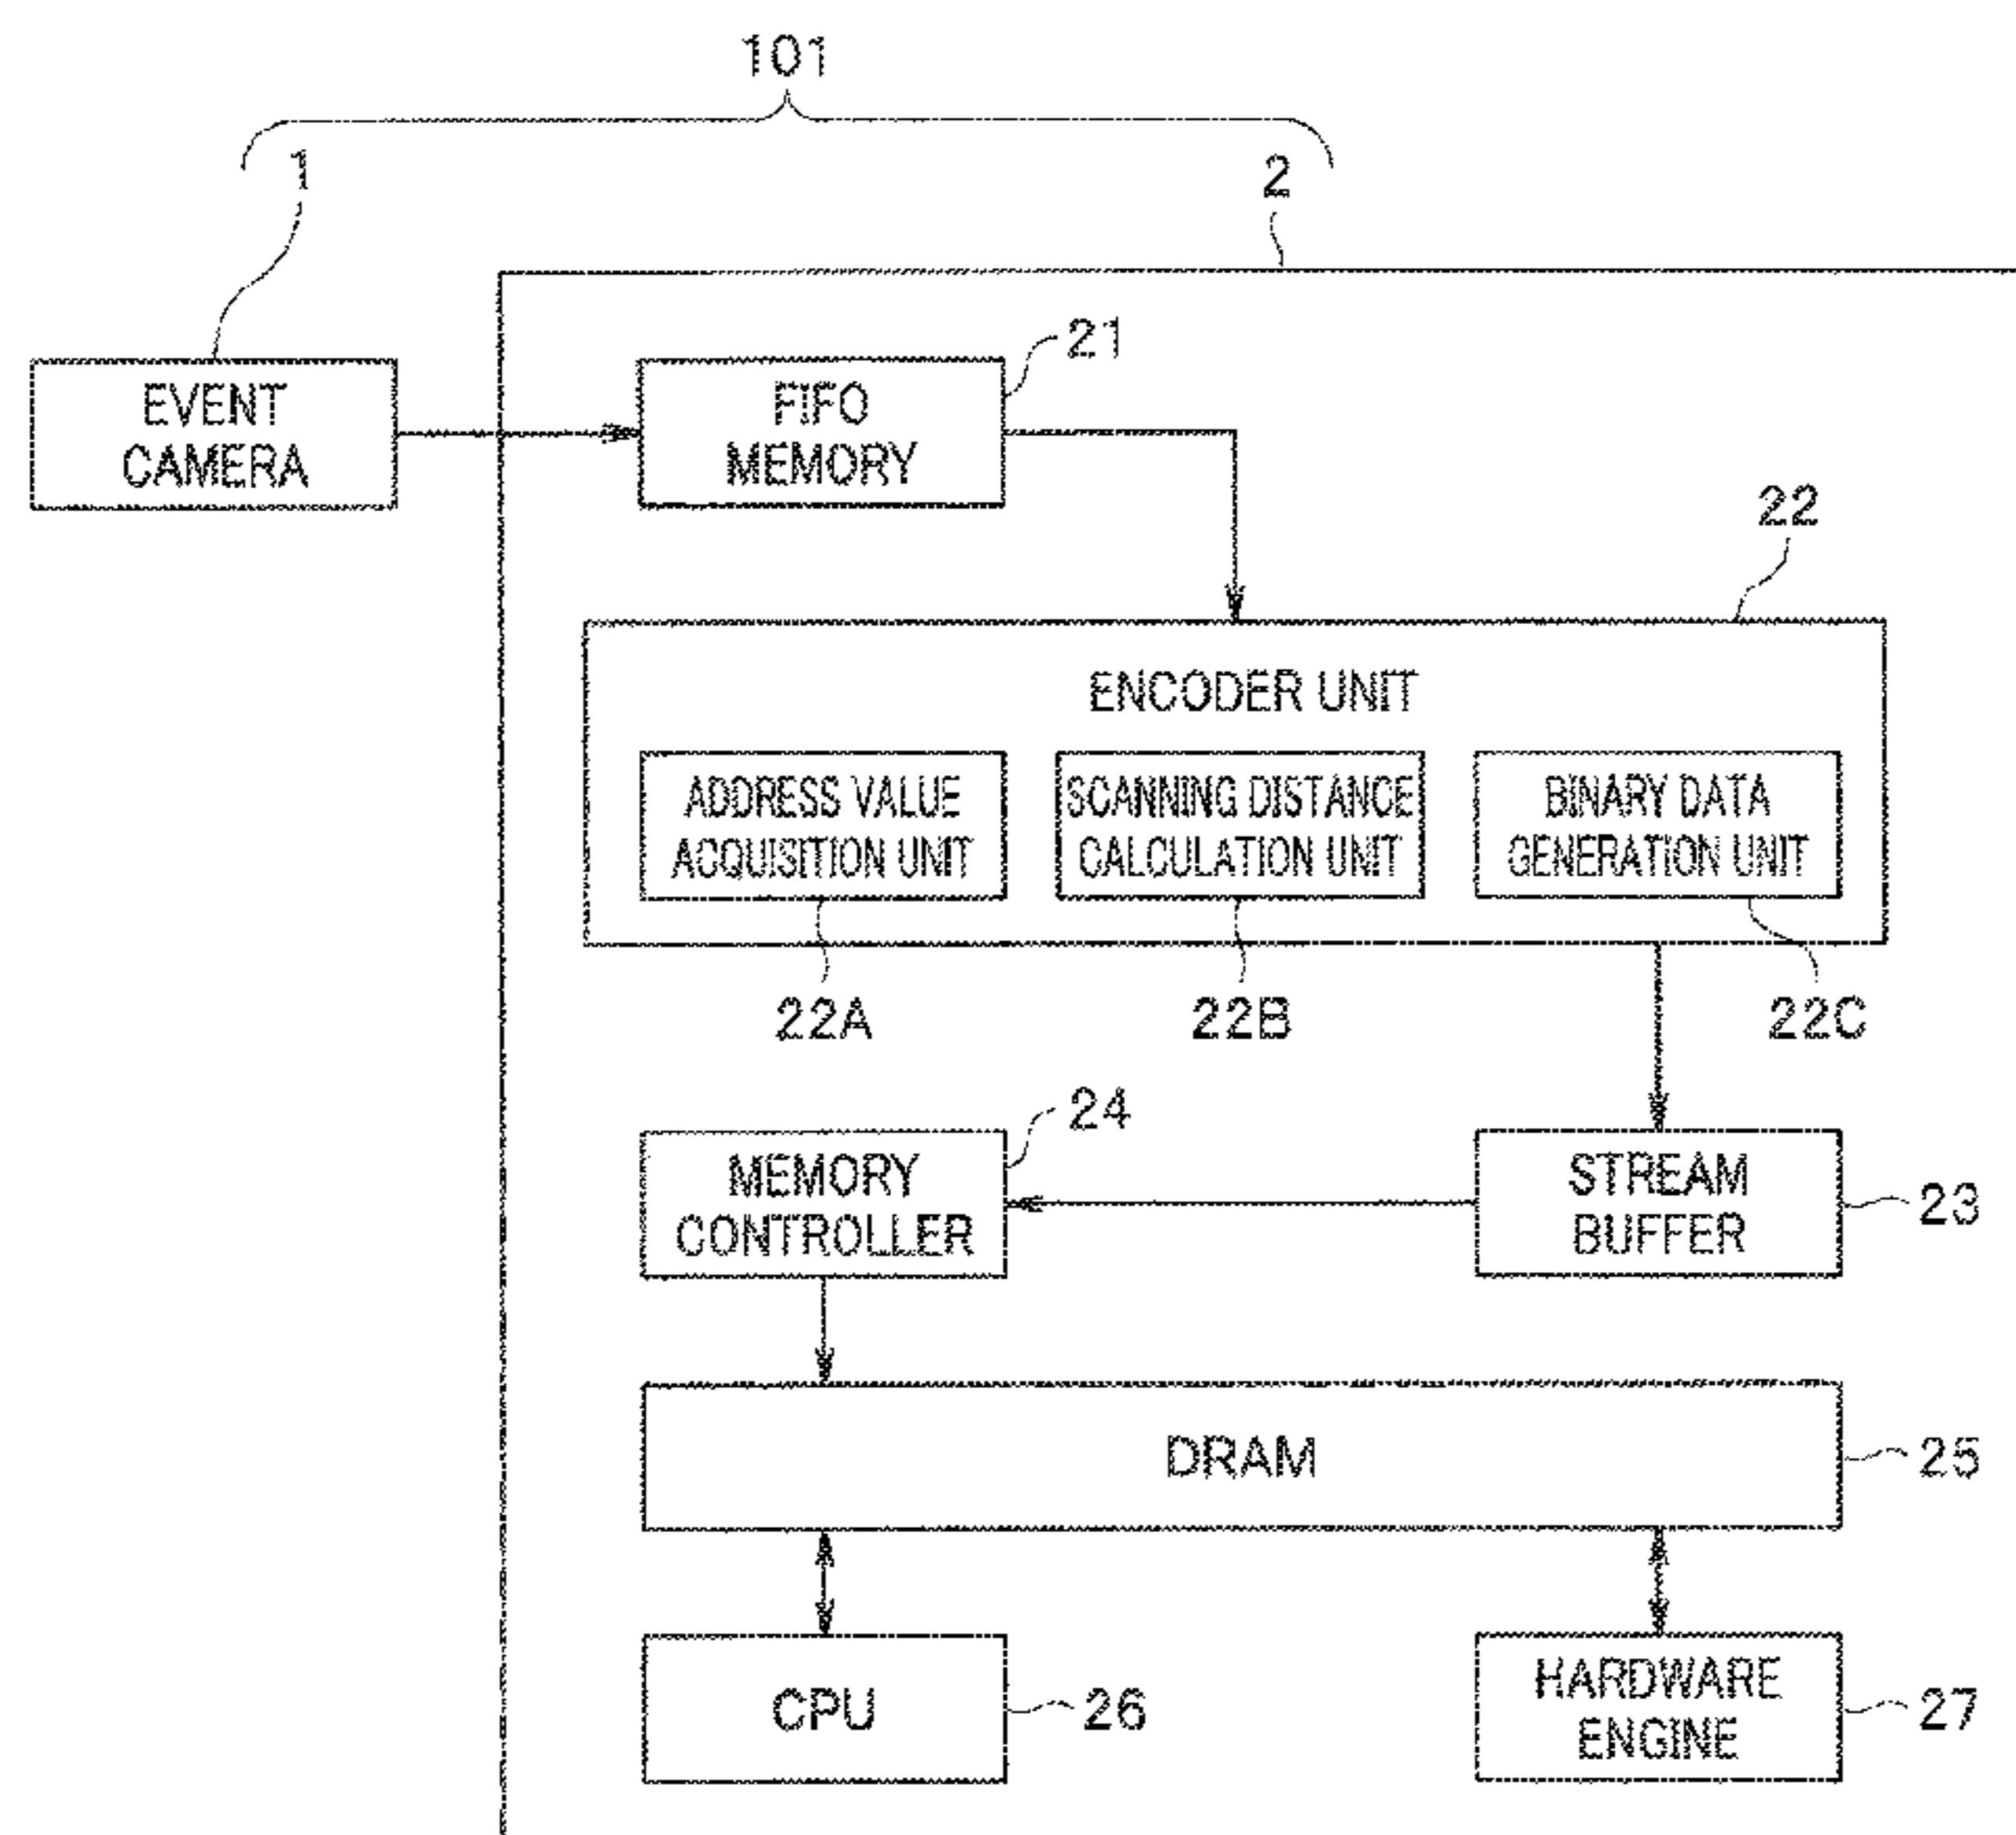 101
1
2
EVENT
CAMERA
FIFO
MEMORY
21
22
ENCODER UNIT
ADDRESS VALUE
ACQUISITION UNIT
SCANNING DISTANCE
CALCULATION UNIT
BINARY DATA
GENERATION UNIT
22A
22B
22C
MEMORY
CONTROLLER
24
STREAM
BUFFER
23
DRAM
25
CPU
26
HARDWARE
ENGINE
27